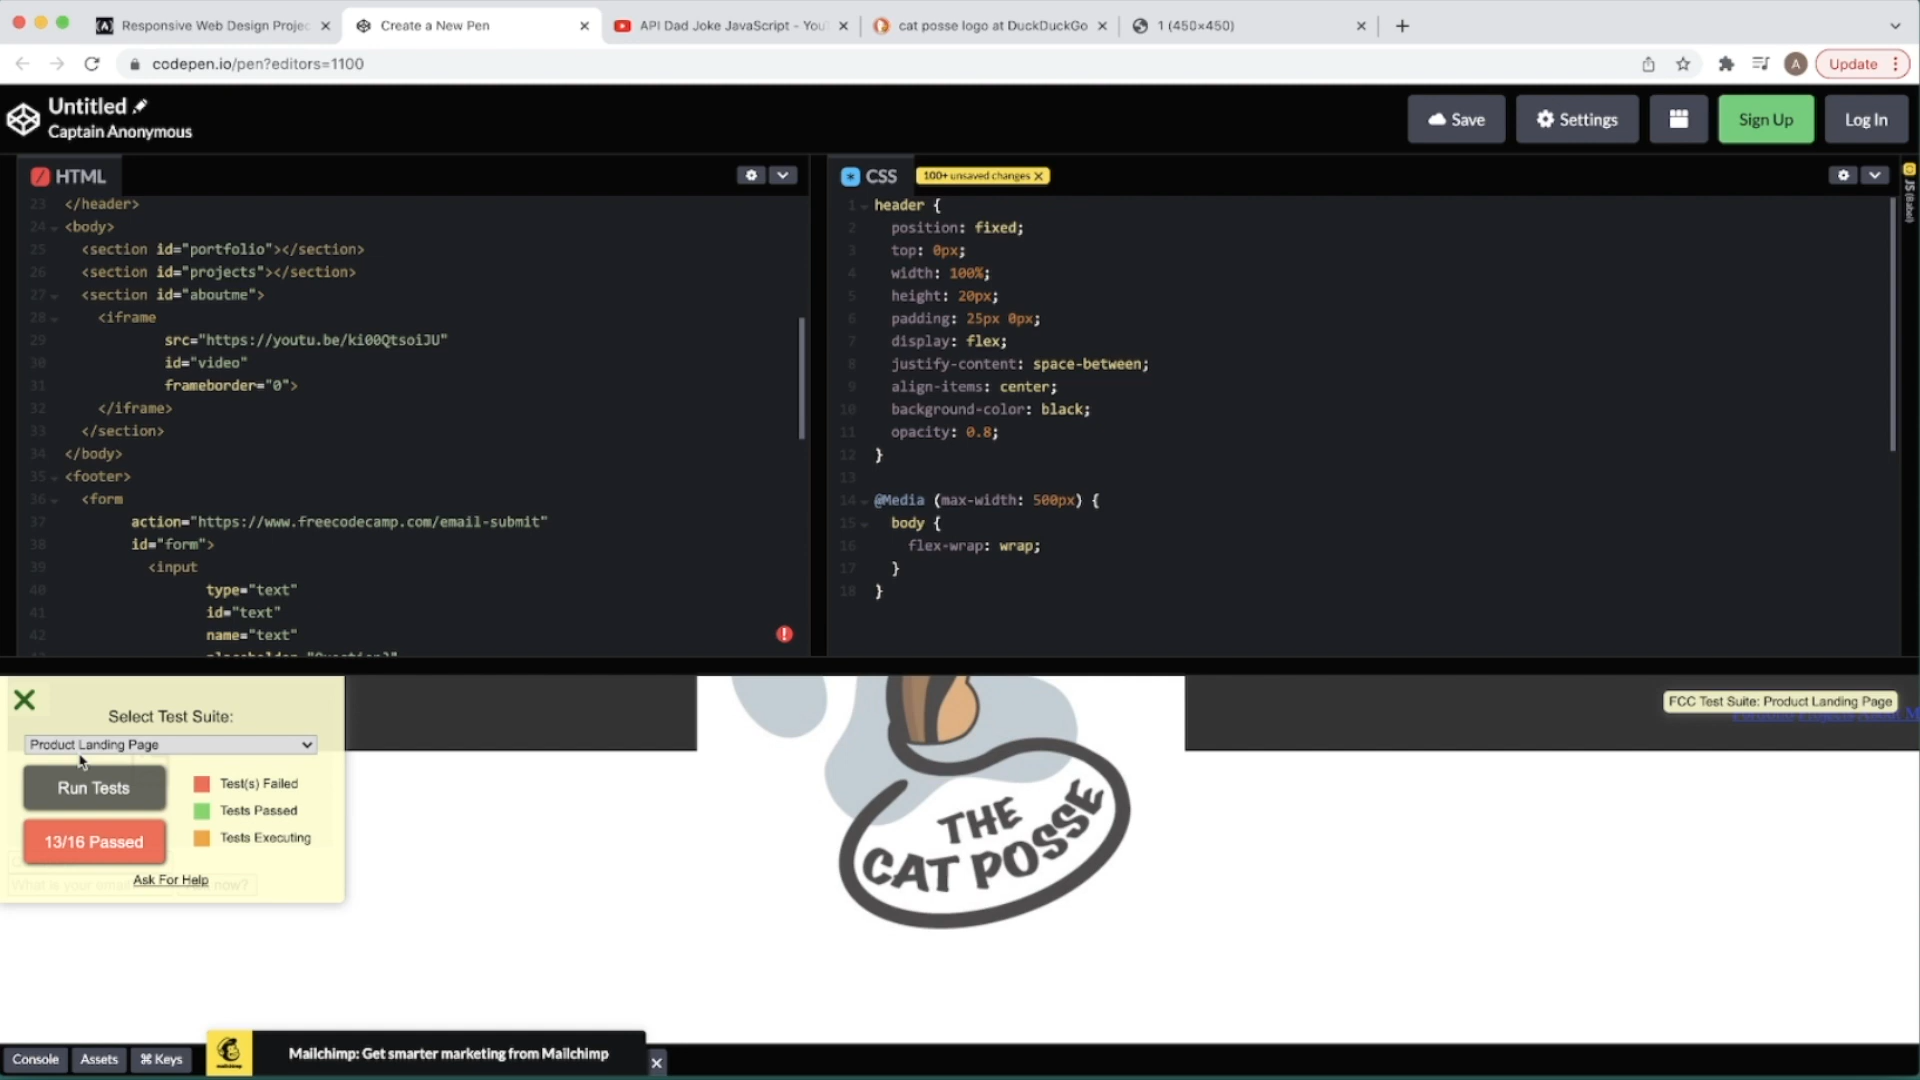 Responsive Web Design Projec
Create a New Pen
API Dad Joke JavaScript - You
cat posse logo at DuckDuckGo
1 (450×450)
codepen.io/pen?editors=1100
A
Update
Untitled
Captain Anonymous
Save
Settings
Sign Up
Log In
HTML
23 </header>
24 <body>
25 <section id="portfolio"></section>
26 <section id="projects"></section>
27 <section id="aboutme">
28 <iframe
29 src="https://youtu.be/ki00QtsoiJU"
30 id="video"
31 frameborder="0">
32 </iframe>
33 </section>
34 </body>
35 <footer>
36 <form
37 action="https://www.freecodecamp.com/email-submit"
38 id="form">
39 <input
40 type="text"
41 id="text"
42 name="text"
CSS
100+ unsaved changes X
JS (Babel)
1 header {
2 position: fixed;
3 top: 0px;
4 width: 100%;
5 height: 20px;
6 padding: 25px 0px;
7 display: flex;
8 justify-content: space-between;
9 align-items: center;
10 background-color: black;
11 opacity: 0.8;
12 }
13
14 @Media (max-width: 500px) {
15 body {
16 flex-wrap: wrap;
17 }
18 }
Select Test Suite:
Product Landing Page
Run Tests
13/16 Passed
Test(s) Failed
Tests Passed
Tests Executing
Ask For Help
What is your email
now?
FCC Test Suite: Product Landing Page
THE
CAT POSSE
Console
Assets
⌘ Keys
mailchimp
Mailchimp: Get smarter marketing from Mailchimp